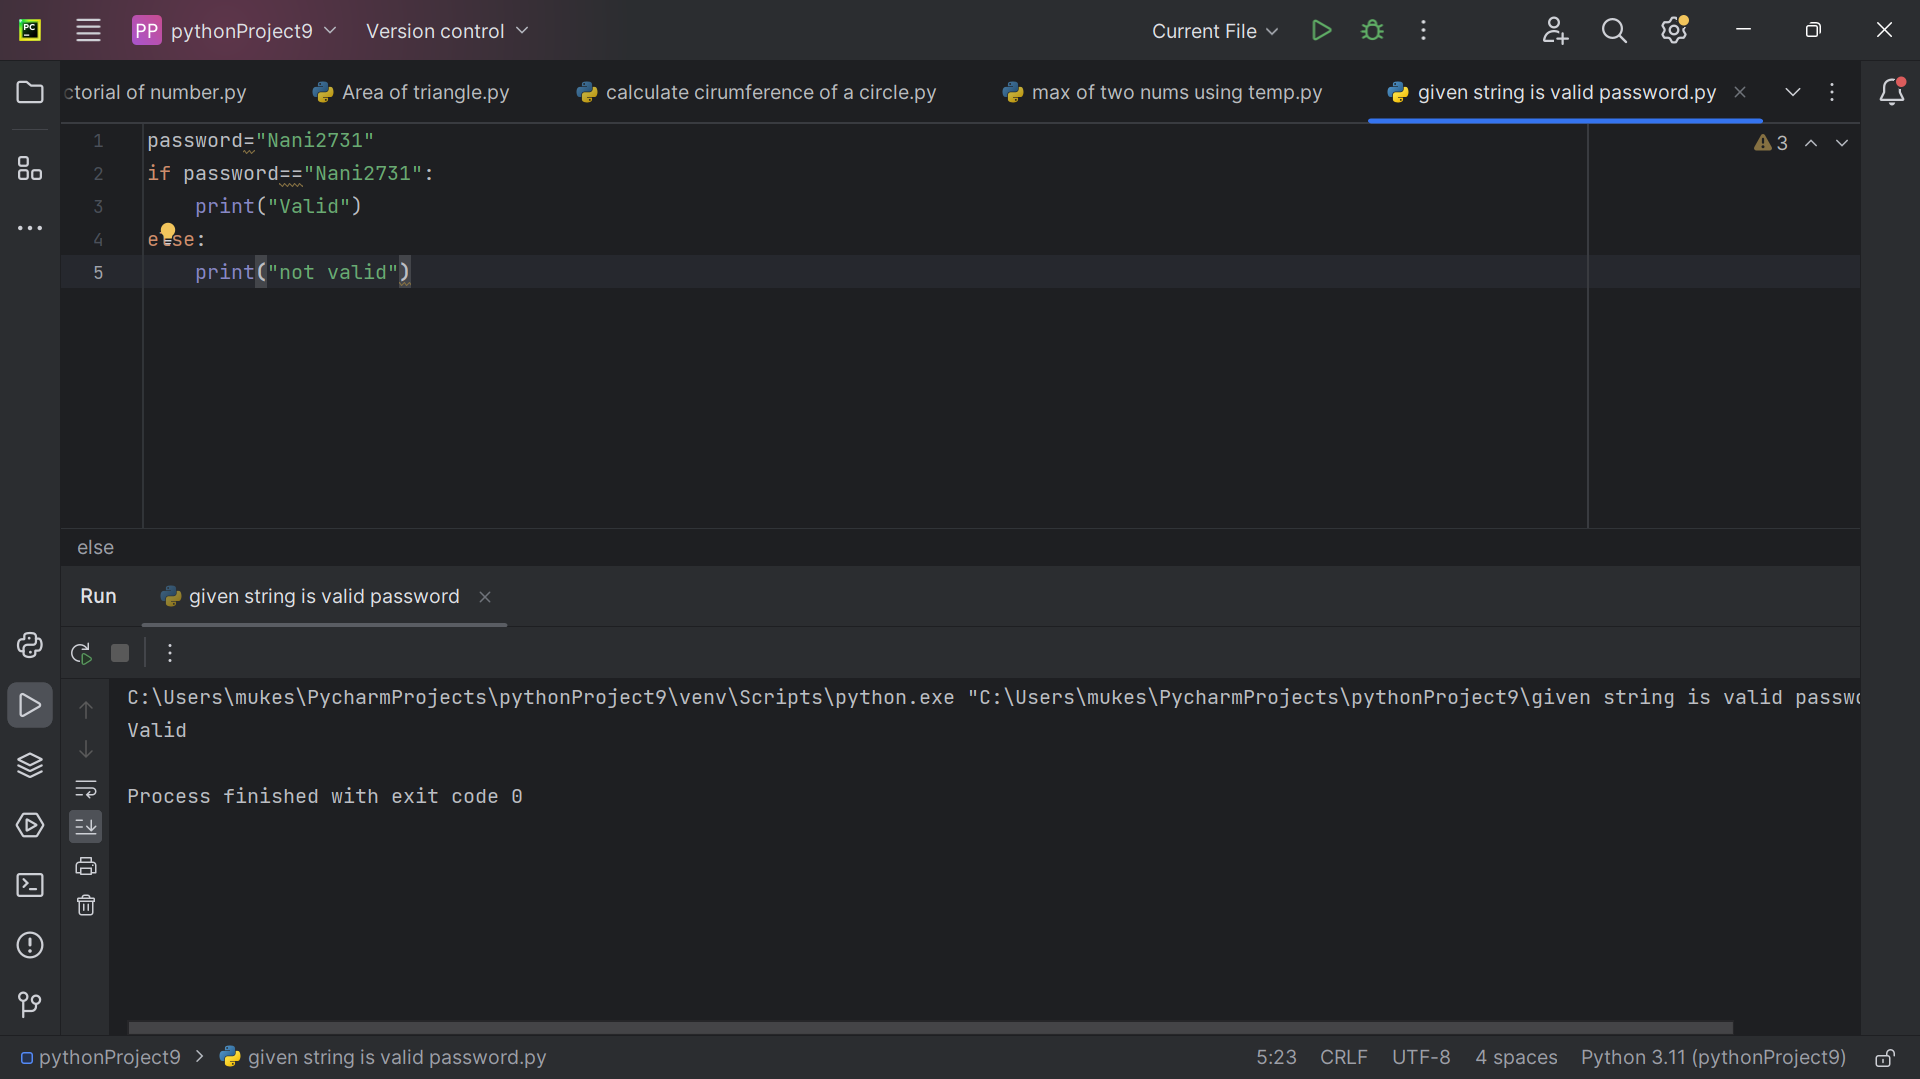 PC
PP pythonProject9 Version control Current File
ctorial of number.py Area of triangle.py calculate cirumference of a circle.py max of two nums using temp.py given string is valid password.py
1 password="Nani2731"
3
2 if password=="Nani2731":
3 print("Valid")
4 else:
5 print("not valid")
else
Run given string is valid password
C:\Users\mukes\PycharmProjects\pythonProject9\venv\Scripts\python.exe "C:\Users\mukes\PycharmProjects\pythonProject9\given string is valid passwo
Valid
Process finished with exit code 0
pythonProject9 > given string is valid password.py 5:23 CRLF UTF-8 4 spaces Python 3.11 (pythonProject9)